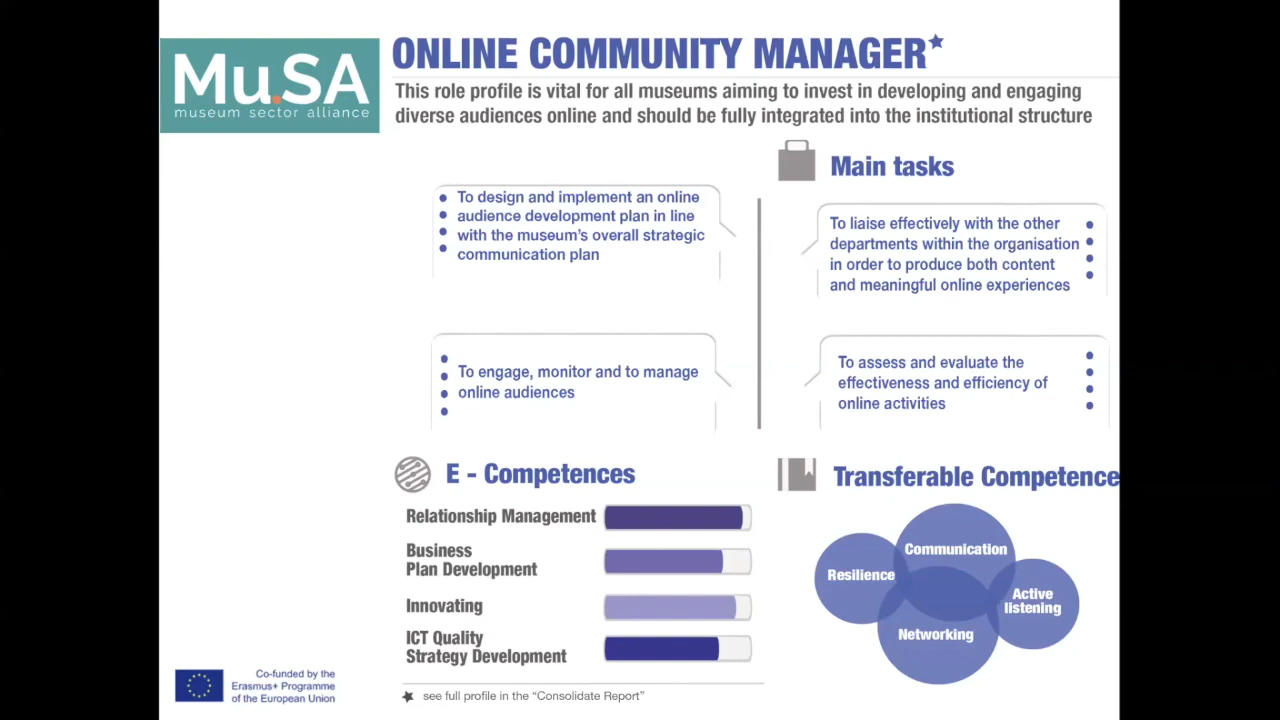 Mu.SA
museum sector alliance
ONLINE COMMUNITY MANAGER★
This role profile is vital for all museums aiming to invest in developing and engaging
diverse audiences online and should be fully integrated into the institutional structure
Main tasks
To design and implement an online
audience development plan in line
with the museum's overall strategic
communication plan
To liaise effectively with the other
departments within the organisation
in order to produce both content
and meaningful online experiences
To engage, monitor and to manage
online audiences
To assess and evaluate the
effectiveness and efficiency of
online activities
E - Competences
Relationship Management
Business
Plan Development
Innovating
ICT Quality
Strategy Development
★ see full profile in the “Consolidate Report”
Transferable Competence
Communication
Resilience
Active
listening
Networking
Co-funded by the
Erasmus+ Programme
of the European Union